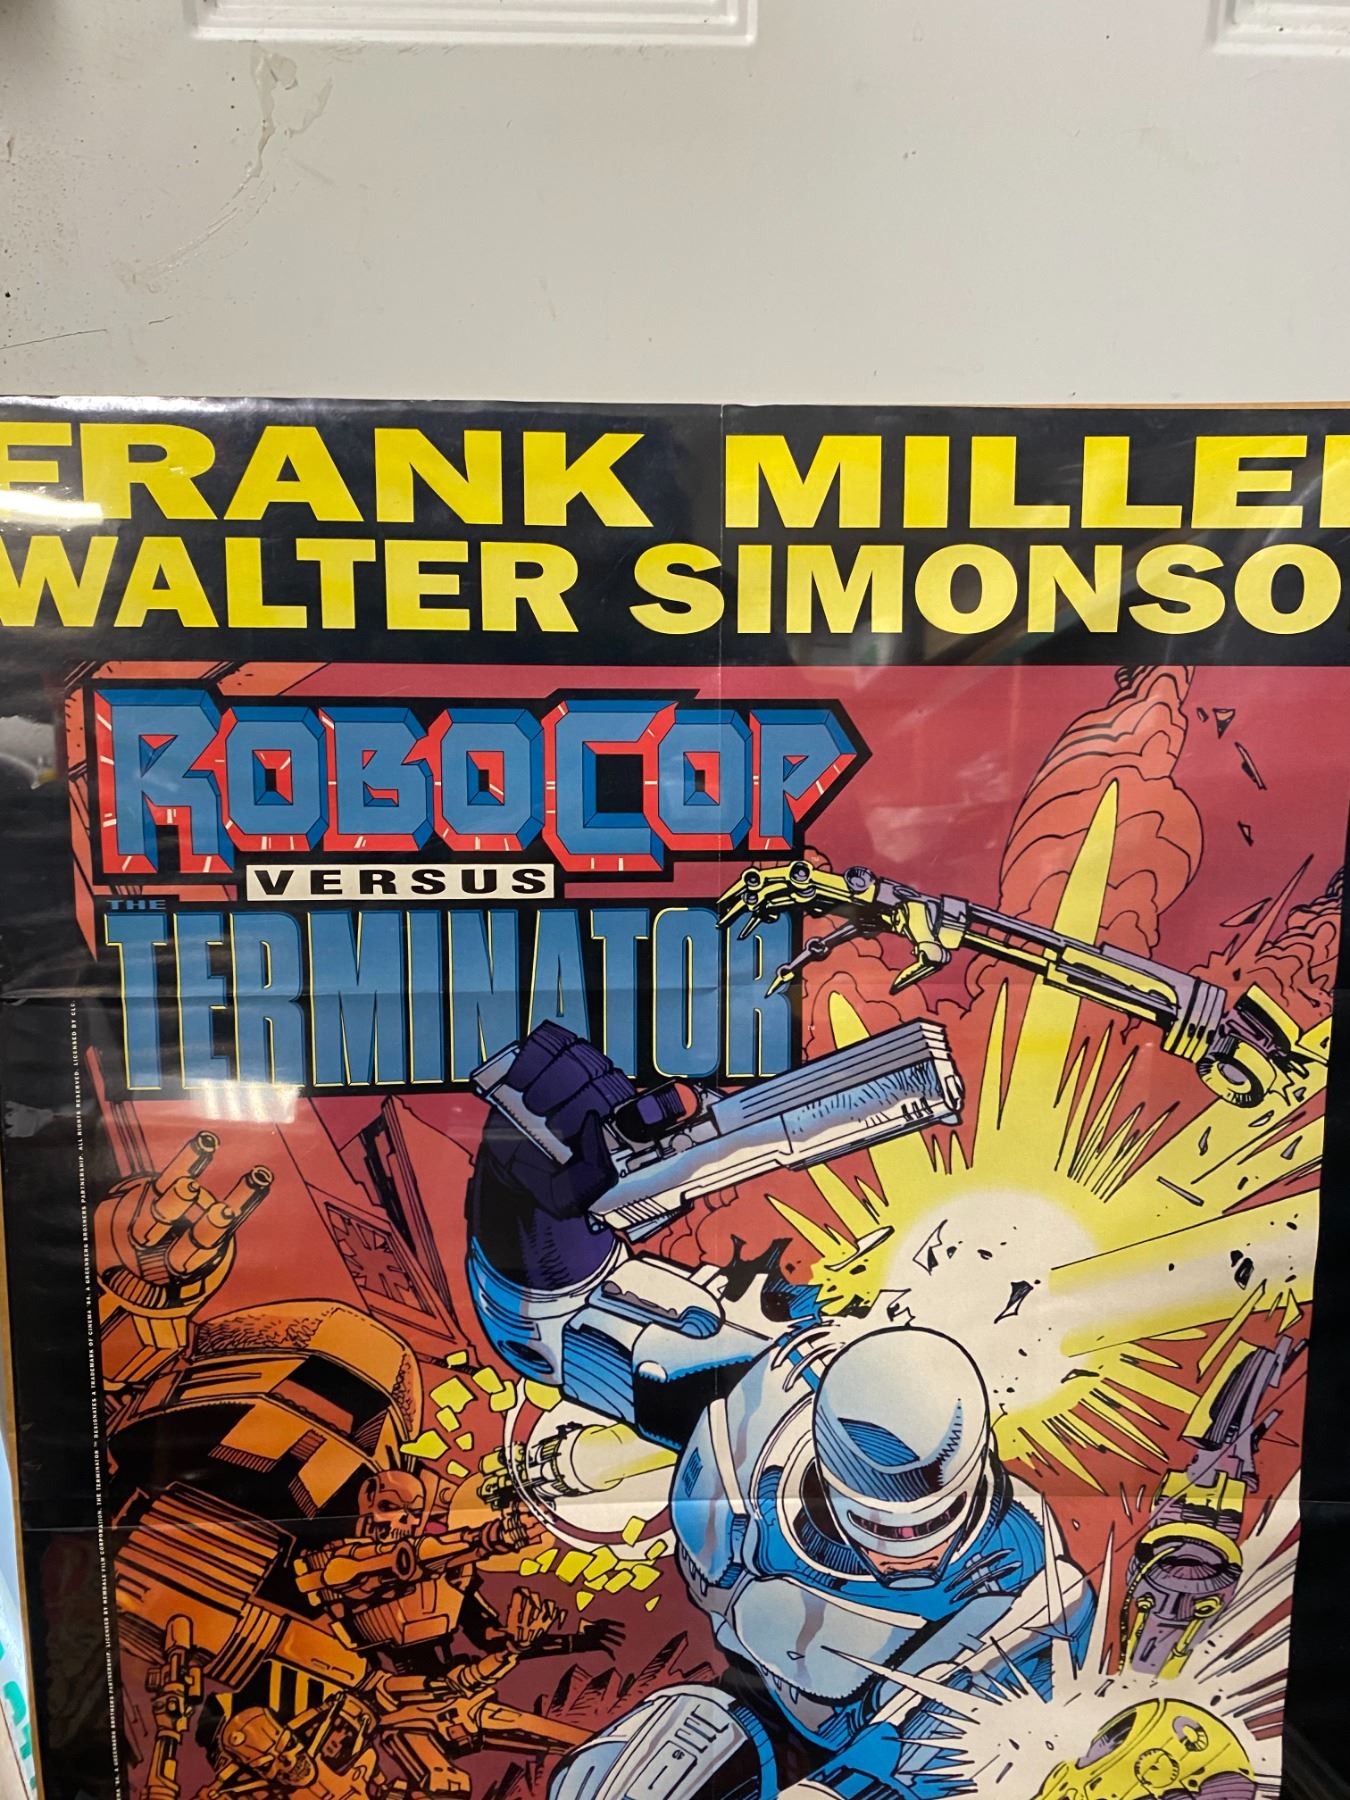 FRANK MILLE
WALTER SIMONSO
ROBOCOP
VERSUS
THE
TERMINATOR